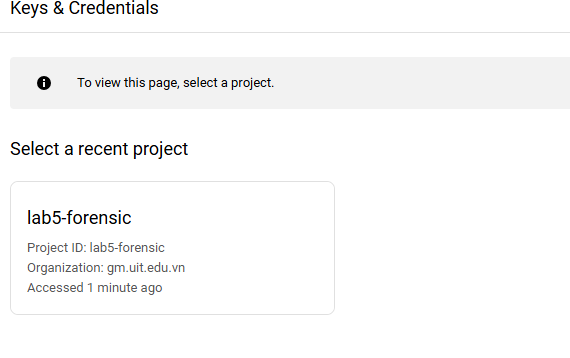 Keys & Credentials
To view this page, select a project.
Select a recent project
lab5-forensic
Project ID: lab5-forensic
Organization: gm.uit.edu.vn
Accessed 1 minute ago